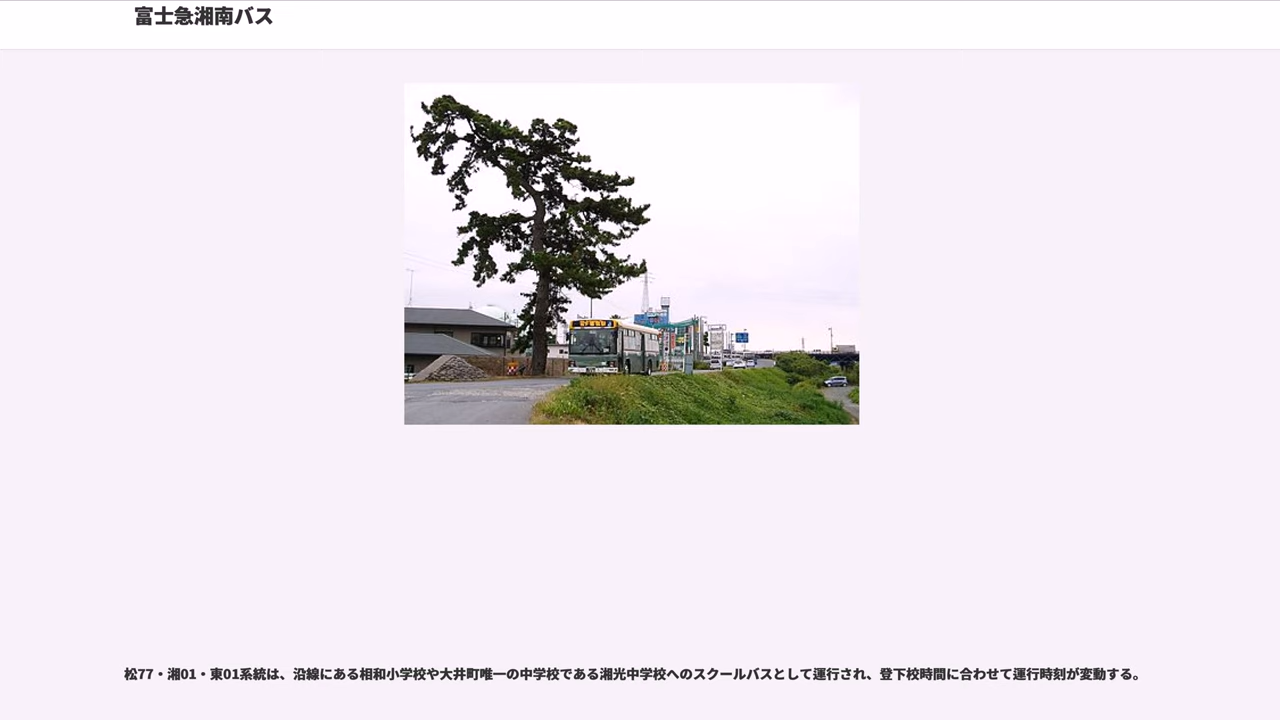 富士急湘南バス
松77・湘01・東01系統は、沿線にある相和小学校や大井町唯一の中学校である湘光中学校へのスクールバスとして運行され、登下校時間に合わせて運行時刻が変動する。